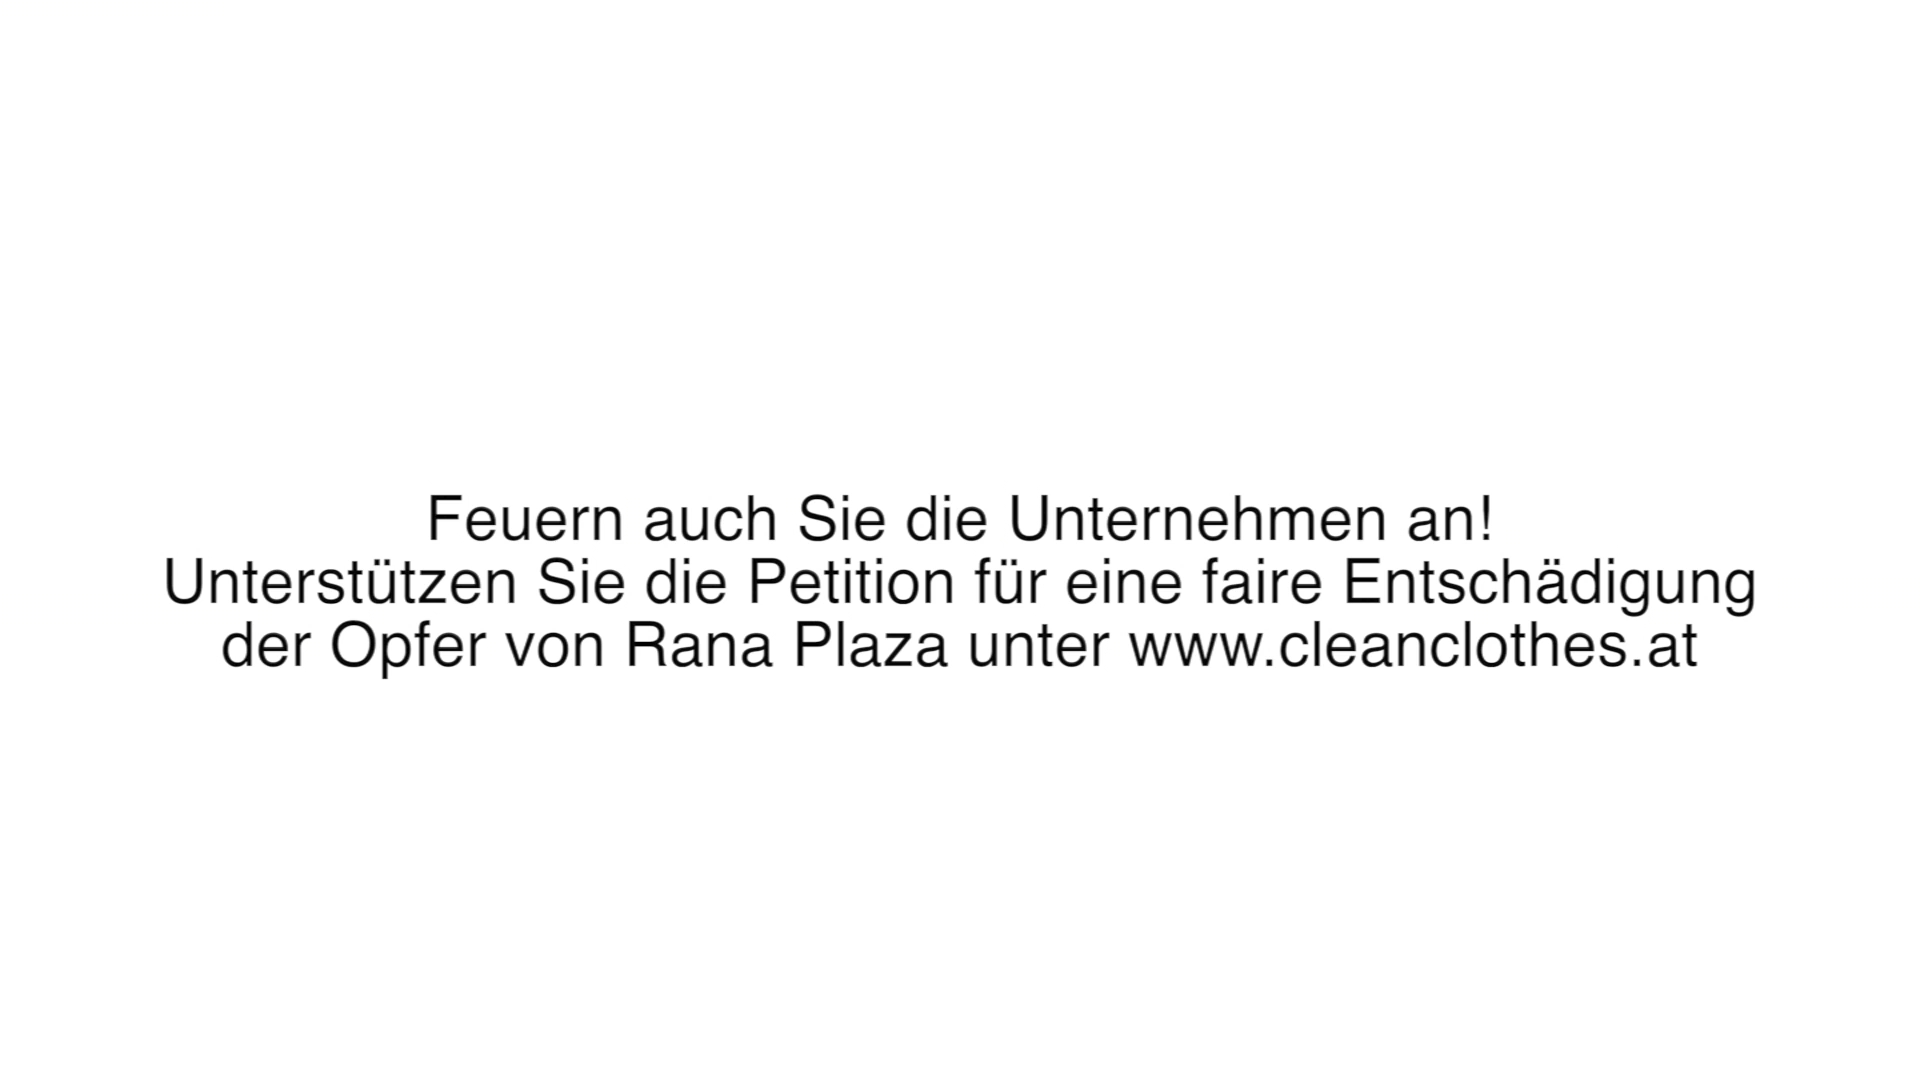 Feuern auch Sie die Unternehmen an!
Unterstützen Sie die Petition für eine faire Entschädigung
der Opfer von Rana Plaza unter www.cleanclothes.at